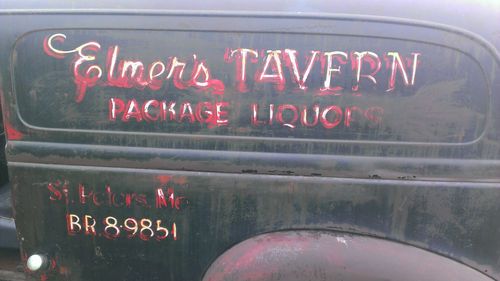 Elmer's TAVERN
PACKAGE LIQUORS
St. Peters, Mo.
BR. 8-9851